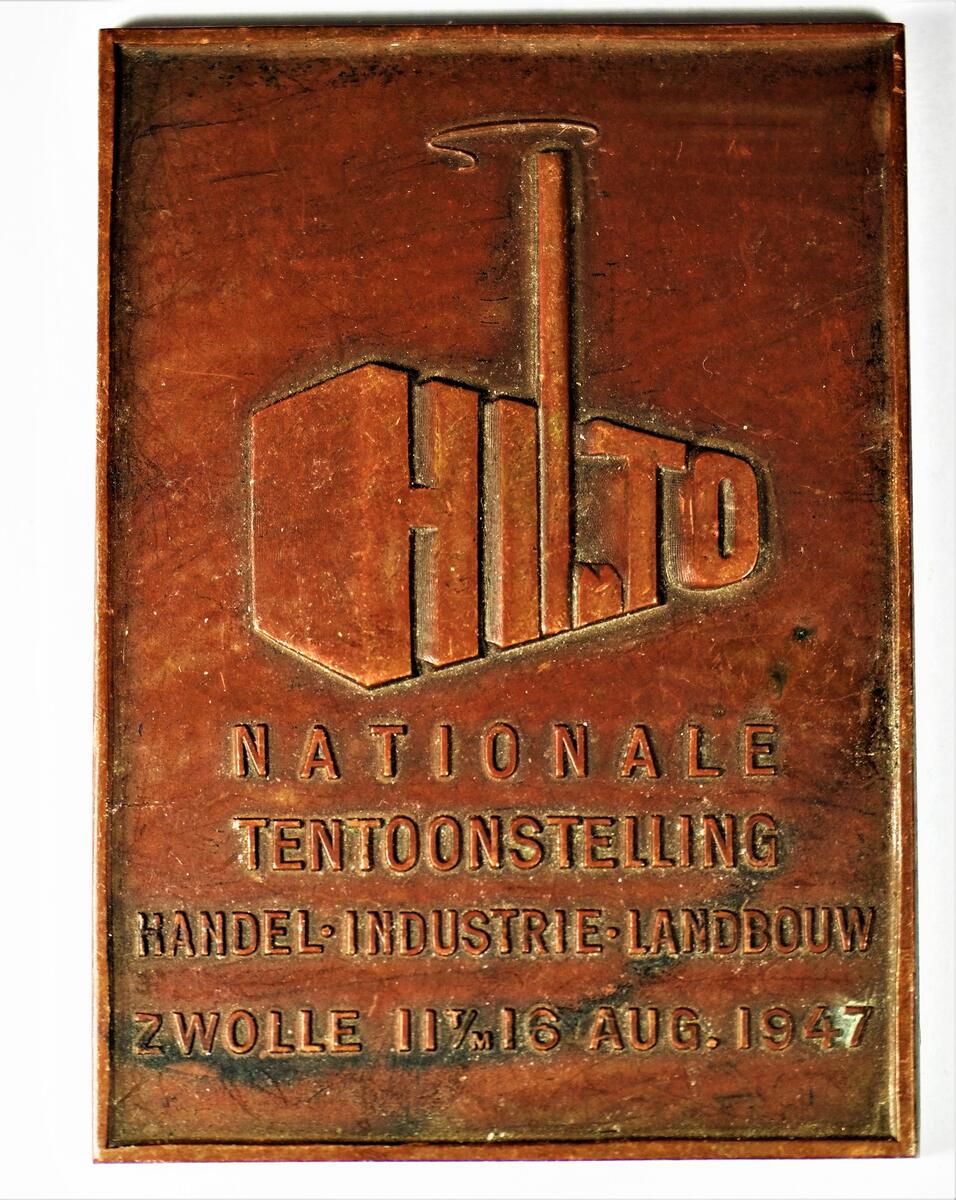 HILTO
NATIONALE
TENTOONSTELLING
HANDEL·INDUSTRIE·LANDBOUW
ZWOLLE 11 T/M 16 AUG. 1947